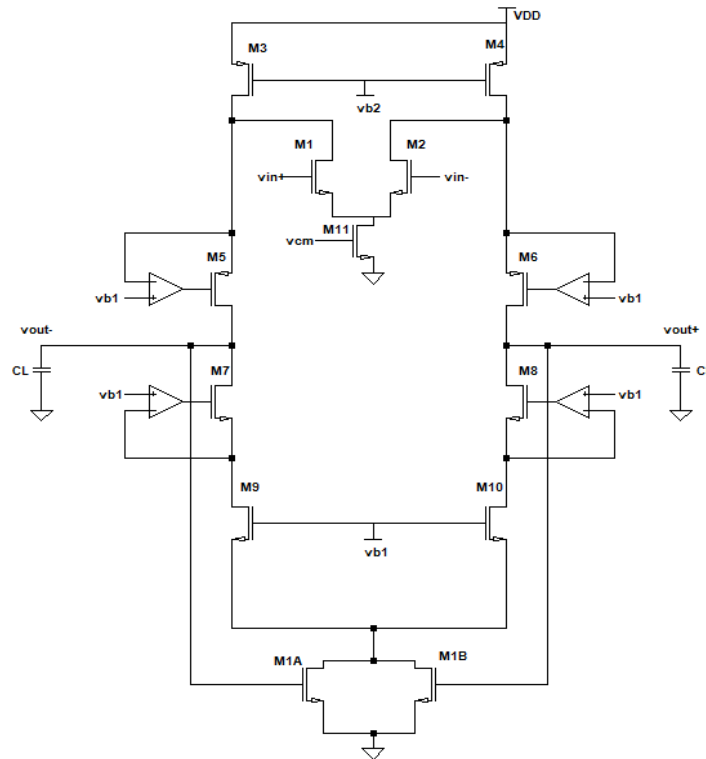 VDD
M3
M4
vb2
M1
M2
vin+
vin-
M11
vcm
M5
M6
vb1
vb1
vout-
vout+
CL
C
M7
M8
vb1
vb1
M9
M10
vb1
M1A
M1B